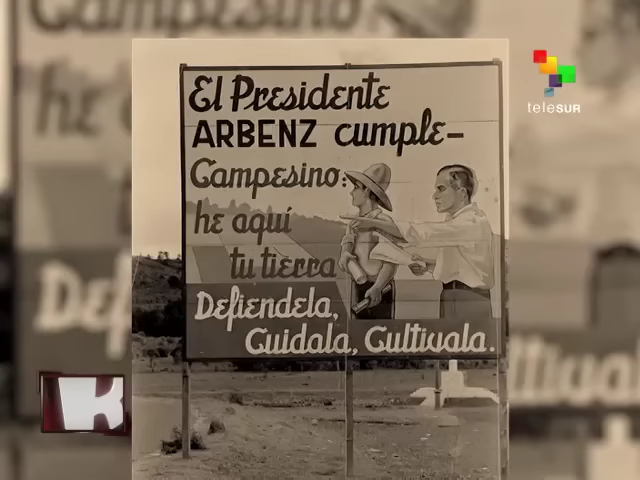 El Presidente
ARBENZ cumple-
Campesino:
he aquí
tu tierra
Defiendela,
Cuidala, Cultivala.
teleSUR
K